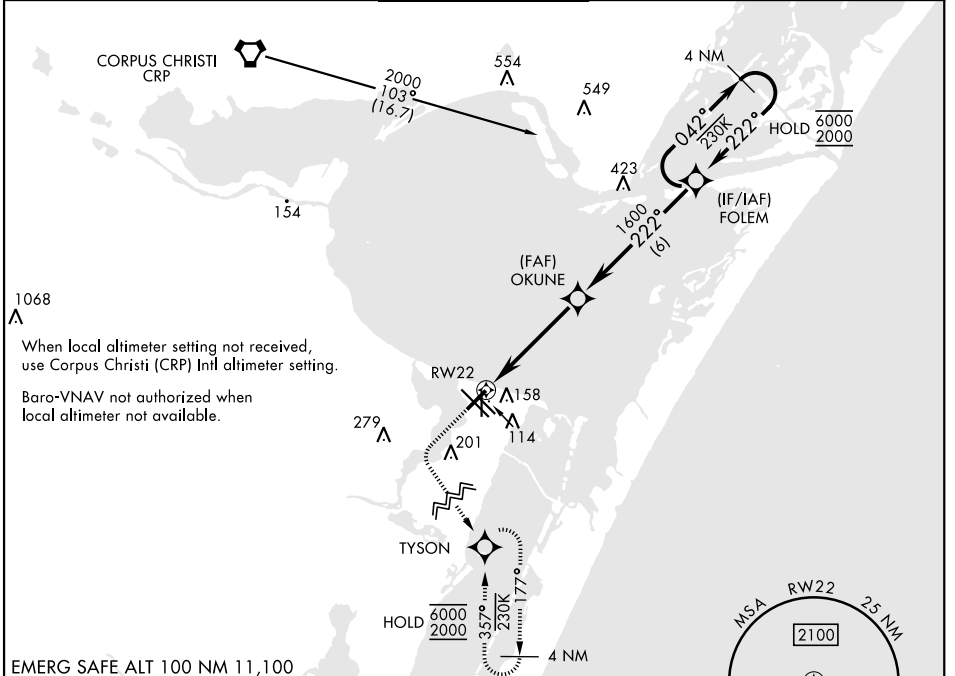 CORPUS CHRISTI
CRP
2000
103°
(16.7)
554
549
4 NM
042°
230K
222°
HOLD 6000
2000
423
(IF/IAF)
FOLEM
154
1600
222°
(6)
(FAF)
OKUNE
1068
When local altimeter setting not received,
use Corpus Christi (CRP) Intl altimeter setting.
Baro-VNAV not authorized when
local altimeter not available.
RW22
158
114
279
201
TYSON
HOLD 6000
2000
357°
230K
177°
4 NM
MSA RW22 25 NM
2100
EMERG SAFE ALT 100 NM 11,100